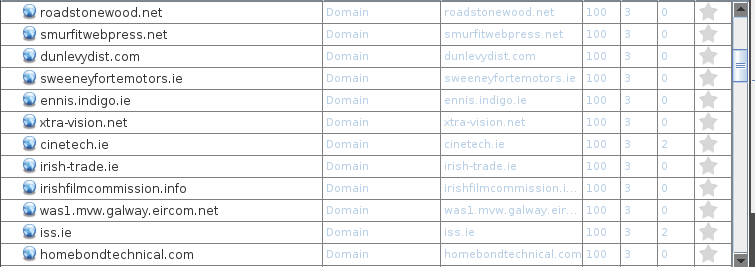 roadstonewood.net Domain roadstonewood.net 100 3 0
smurfitwebpress.net Domain smurfitwebpress.net 100 3 0
dunlevydist.com Domain dunlevydist.com 100 3 0
sweeneyfortemotors.ie Domain sweeneyfortemotors.ie 100 3 0
ennis.indigo.ie Domain ennis.indigo.ie 100 3 0
xtra-vision.net Domain xtra-vision.net 100 3 0
cinetech.ie Domain cinetech.ie 100 3 2
irish-trade.ie Domain irish-trade.ie 100 3 0
irishfilmcommission.info Domain irishfilmcommission.i... 100 3 0
was1.mvw.galway.eircom.net Domain was1.mvw.galway.eir... 100 3 0
iss.ie Domain iss.ie 100 3 2
homebondtechnical.com Domain homebondtechnical.com 100 3 0